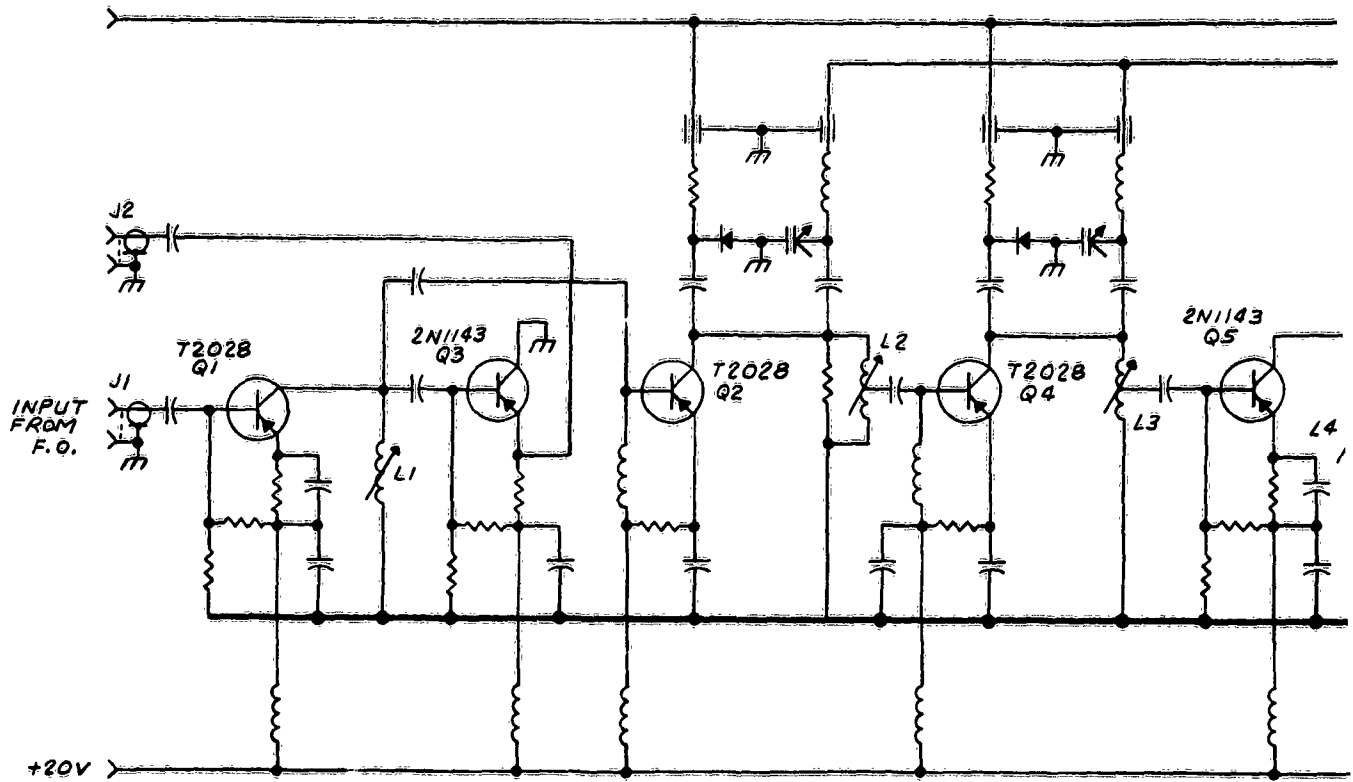 J2
T2028
Q1
2N1143
Q3
J1
INPUT
FROM
F.O.
L1
T2028
Q2
L2
T2028
Q4
L3
2N1143
Q5
L4
+20V